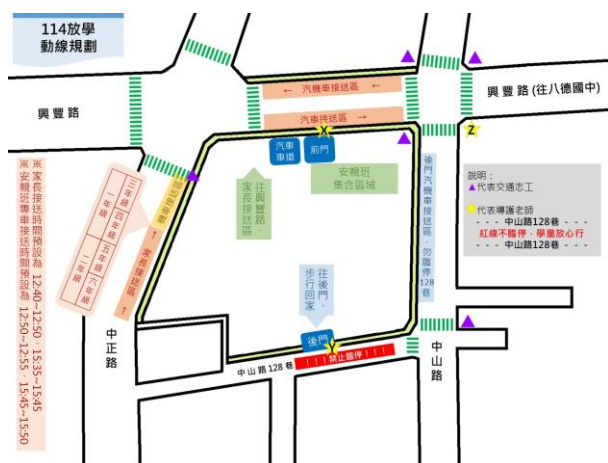 114放學
動線規劃
← 汽機車接送區 ←
→ 汽車接送區 →
興豐路
興豐路(往八德國中)
X
Z
汽車
車道
前門
安親班
集合區域
往興豐路、
家長接送區
後門汽機車接送區，勿臨停128巷
說明：
代表交通志工
代表導護老師
- - - 中山路128巷 - - -
紅線不臨停，學童放心行
- - - 中山路128巷 - - -
三年級
四年級
一年級
五年級
六年級
二年級
↑ 家長接送區 ↑
往後門、
步行回家
後門
Y
!!!禁止臨停!!!
中山路128巷
中正路
中山路
※家長接送時間預設為 12:40~12:50，15:35~15:45
※安親班專車接送時間預設為 12:50~12:55，15:45~15:50